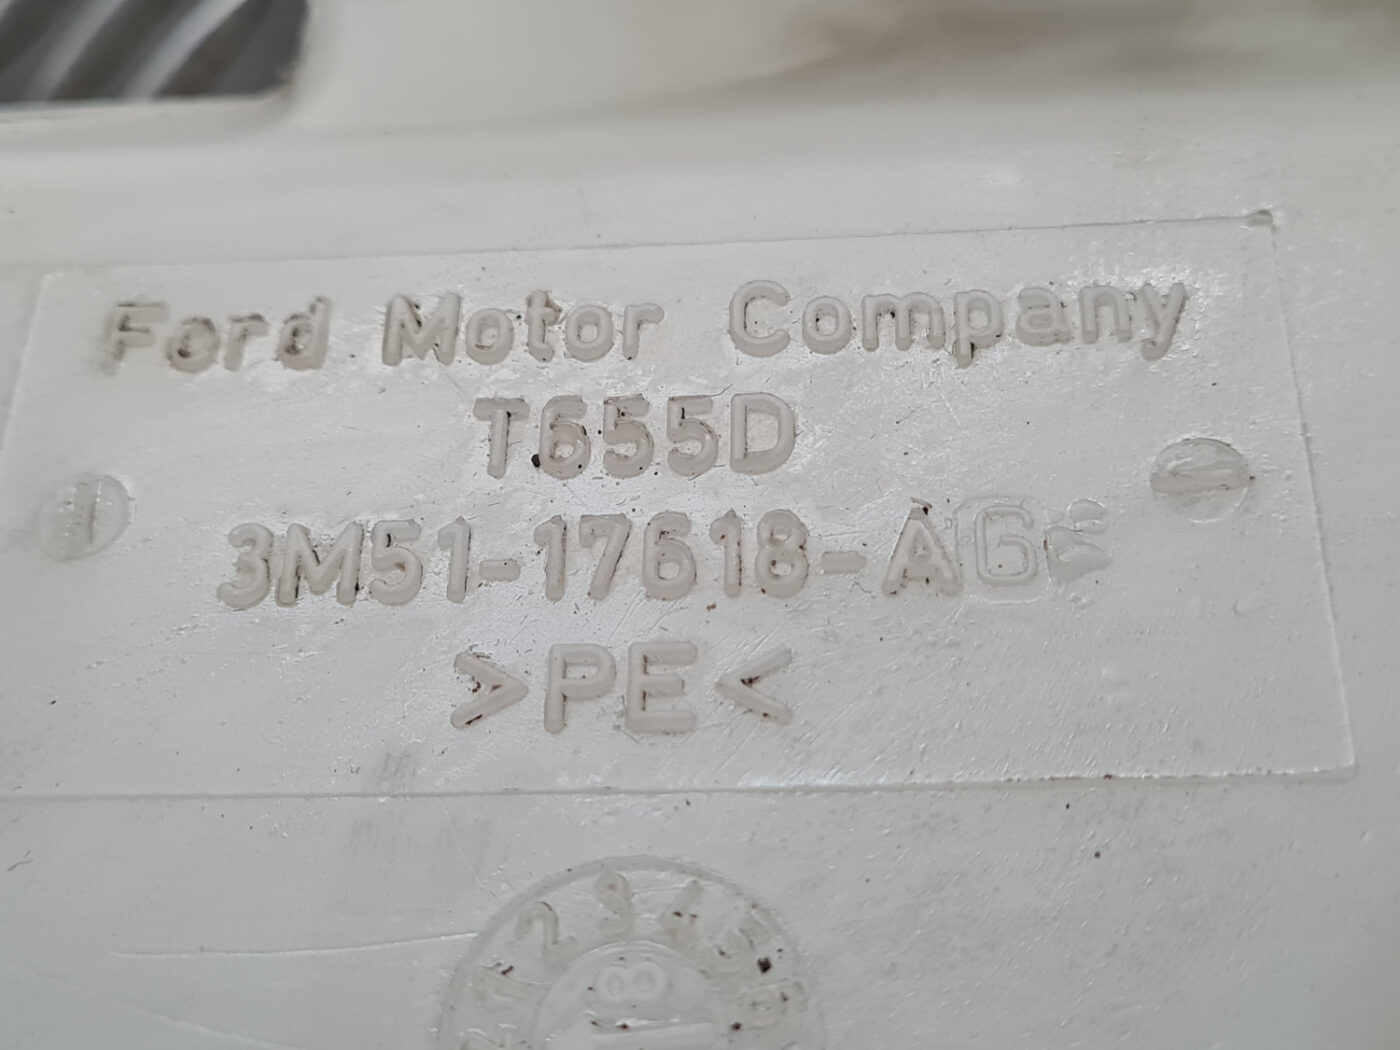 Ford Motor Company
T655D
3M51-17618-AG
>PE<